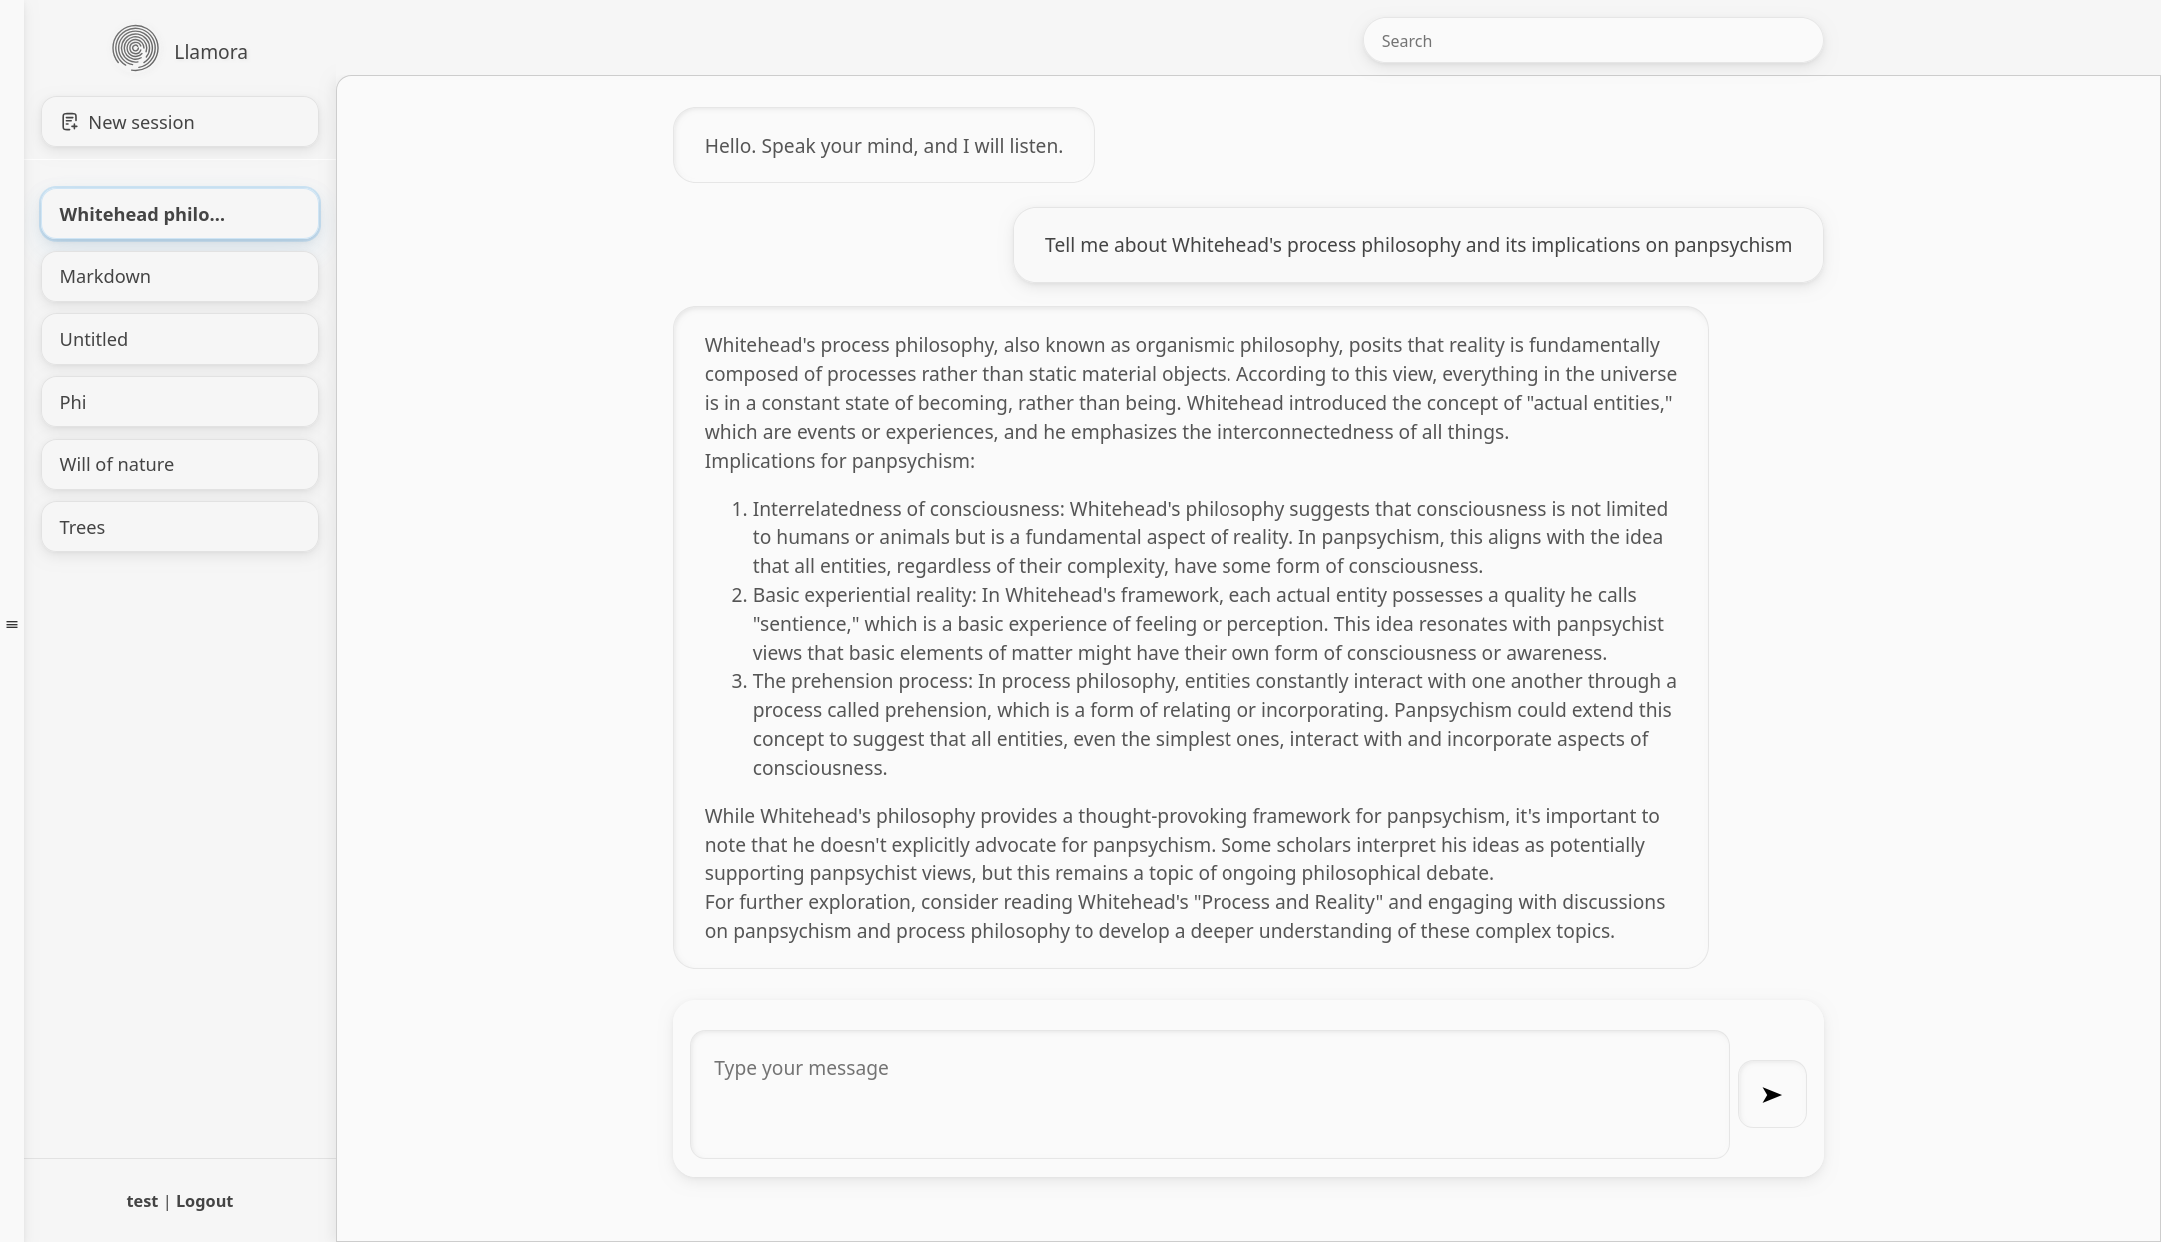 Llamora
Search
New session
Whitehead philo...
Markdown
Untitled
Phi
Will of nature
Trees
test | Logout
Hello. Speak your mind, and I will listen.
Tell me about Whitehead's process philosophy and its implications on panpsychism
Whitehead's process philosophy, also known as organismic philosophy, posits that reality is fundamentally
composed of processes rather than static material objects. According to this view, everything in the universe
is in a constant state of becoming, rather than being. Whitehead introduced the concept of "actual entities,"
which are events or experiences, and he emphasizes the interconnectedness of all things.
Implications for panpsychism:
1. Interrelatedness of consciousness: Whitehead's philosophy suggests that consciousness is not limited
to humans or animals but is a fundamental aspect of reality. In panpsychism, this aligns with the idea
that all entities, regardless of their complexity, have some form of consciousness.
2. Basic experiential reality: In Whitehead's framework, each actual entity possesses a quality he calls
"sentience," which is a basic experience of feeling or perception. This idea resonates with panpsychist
views that basic elements of matter might have their own form of consciousness or awareness.
3. The prehension process: In process philosophy, entities constantly interact with one another through a
process called prehension, which is a form of relating or incorporating. Panpsychism could extend this
concept to suggest that all entities, even the simplest ones, interact with and incorporate aspects of
consciousness.
While Whitehead's philosophy provides a thought-provoking framework for panpsychism, it's important to
note that he doesn't explicitly advocate for panpsychism. Some scholars interpret his ideas as potentially
supporting panpsychist views, but this remains a topic of ongoing philosophical debate.
For further exploration, consider reading Whitehead's "Process and Reality" and engaging with discussions
on panpsychism and process philosophy to develop a deeper understanding of these complex topics.
Type your message